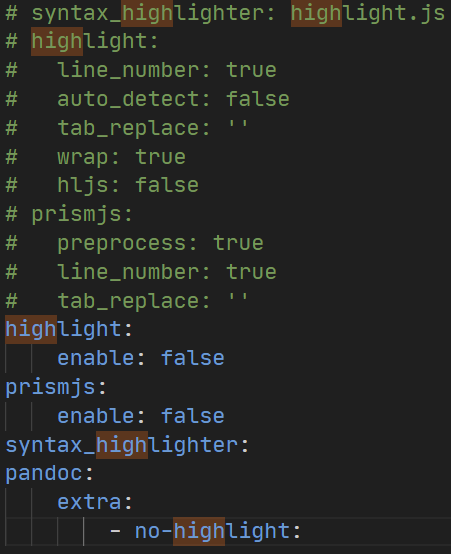 # syntax_highlighter: highlight.js
# highlight:
#   line_number: true
#   auto_detect: false
#   tab_replace: ''
#   wrap: true
#   hljs: false
# prismjs:
#   preprocess: true
#   line_number: true
#   tab_replace: ''
highlight:
    enable: false
prismjs:
    enable: false
syntax_highlighter:
pandoc:
    extra:
        - no-highlight: